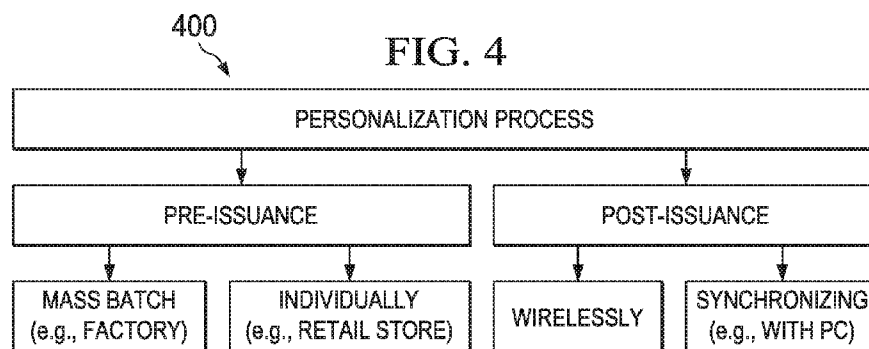 400
FIG. 4
PERSONALIZATION PROCESS
PRE-ISSUANCE
POST-ISSUANCE
MASS BATCH
(e.g., FACTORY)
INDIVIDUALLY
(e.g., RETAIL STORE)
WIRELESSLY
SYNCHRONIZING
(e.g., WITH PC)